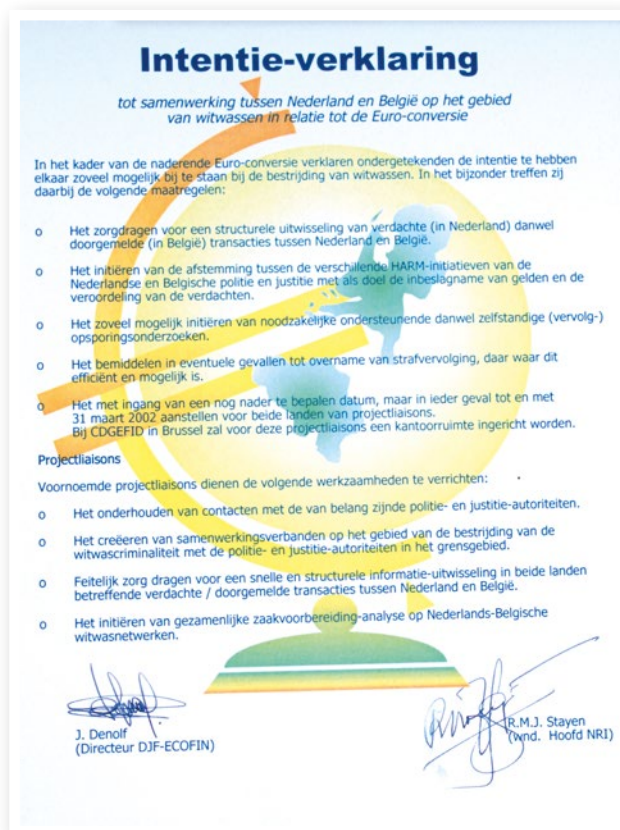 Intentie-verklaring
tot samenwerking tussen Nederland en België op het gebied
van witwassen in relatie tot de Euro-conversie
In het kader van de naderende Euro-conversie verklaren ondergetekenden de intentie te hebben
elkaar zoveel mogelijk bij te staan bij de bestrijding van witwassen. In het bijzonder treffen zij
daarbij de volgende maatregelen:
o Het zorgdragen voor een structurele uitwisseling van verdachte (in Nederland) danwel
doorgemelde (in België) transacties tussen Nederland en België.
o Het initiëren van de afstemming tussen de verschillende HARM-initiatieven van de
Nederlandse en Belgische politie en justitie met als doel de inbeslagname van gelden en de
veroordeling van de verdachten.
o Het zoveel mogelijk initiëren van noodzakelijke ondersteunende danwel zelfstandige (vervolg-)
opsporingsonderzoeken.
o Het bemiddelen in eventuele gevallen tot overname van strafvervolging, daar waar dit
efficiënt en mogelijk is.
o Het met ingang van een nog nader te bepalen datum, maar in ieder geval tot en met
31 maart 2002 aanstellen voor beide landen van projectliaisons.
Bij CDGEFID in Brussel zal voor deze projectliaisons een kantoorruimte ingericht worden.
Projectliaisons
Voornoemde projectliaisons dienen de volgende werkzaamheden te verrichten:
o Het onderhouden van contacten met de van belang zijnde politie- en justitie-autoriteiten.
o Het creëeren van samenwerkingsverbanden op het gebied van de bestrijding van de
witwascriminaliteit met de politie- en justitie-autoriteiten in het grensgebied.
o Feitelijk zorg dragen voor een snelle en structurele informatie-uitwisseling in beide landen
betreffende verdachte / doorgemelde transacties tussen Nederland en België.
o Het initiëren van gezamenlijke zaakvoorbereiding-analyse op Nederlands-Belgische
witwasnetwerken.
J. Denolf
(Directeur DJF-ECOFIN)
R.M.J. Stayen
(wnd. Hoofd NRI)